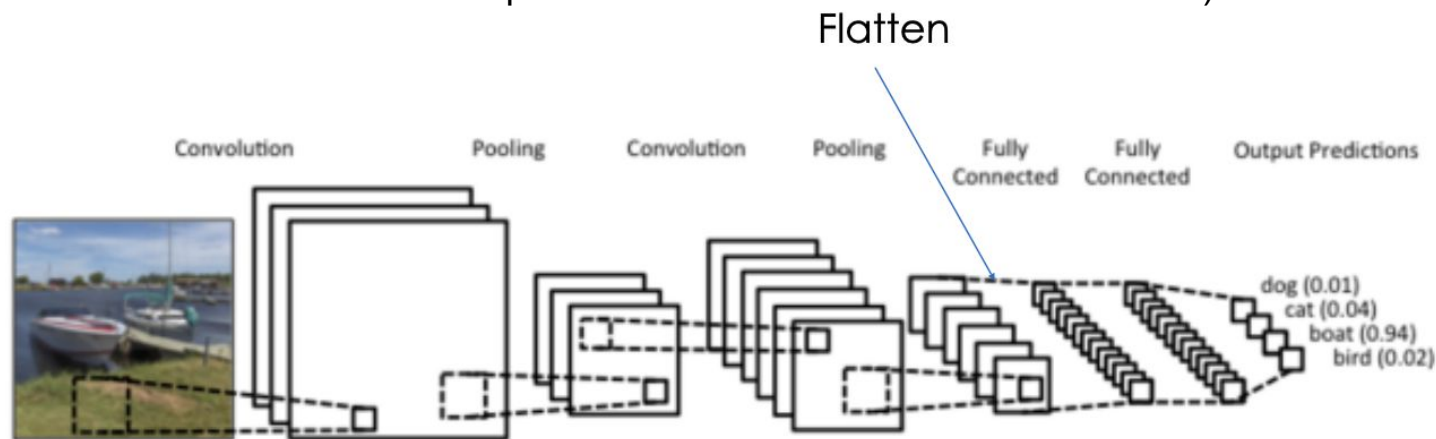 Flatten
Convolution
Pooling
Convolution
Pooling
Fully
Connected
Fully
Connected
Output Predictions
dog (0.01)
cat (0.04)
boat (0.94)
bird (0.02)